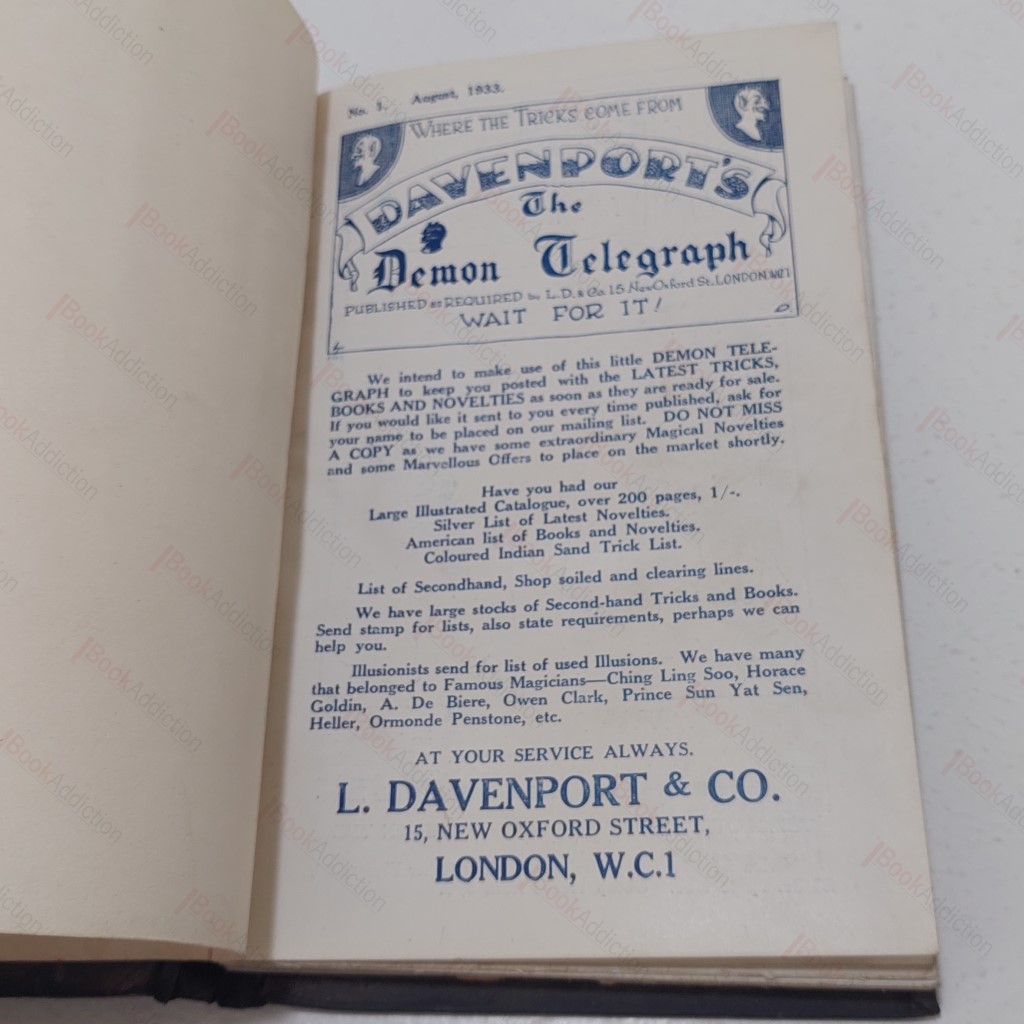 No. 1. August, 1933.
WHERE THE TRICKS COME FROM
DAVENPORT'S
The
Demon Telegraph
PUBLISHED as REQUIRED by L.D. & Co. 15 New Oxford St. LONDON WC1
WAIT FOR IT!
We intend to make use of this little DEMON TELE-
GRAPH to keep you posted with the LATEST TRICKS,
BOOKS AND NOVELTIES as soon as they are ready for sale.
If you would like it sent to you every time published, ask for
your name to be placed on our mailing list. DO NOT MISS
A COPY as we have some extraordinary Magical Novelties
and some Marvellous Offers to place on the market shortly.
Have you had our
Large Illustrated Catalogue, over 200 pages, 1/-.
Silver List of Latest Novelties.
American list of Books and Novelties.
Coloured Indian Sand Trick List.
List of Secondhand, Shop soiled and clearing lines.
We have large stocks of Second-hand Tricks and Books.
Send stamp for lists, also state requirements, perhaps we can
help you.
Illusionists send for list of used Illusions. We have many
that belonged to Famous Magicians—Ching Ling Soo, Horace
Goldin, A. De Biere, Owen Clark, Prince Sun Yat Sen,
Heller, Ormonde Penstone, etc.
AT YOUR SERVICE ALWAYS.
L. DAVENPORT & CO.
15, NEW OXFORD STREET,
LONDON, W.C.1
BookAddiction